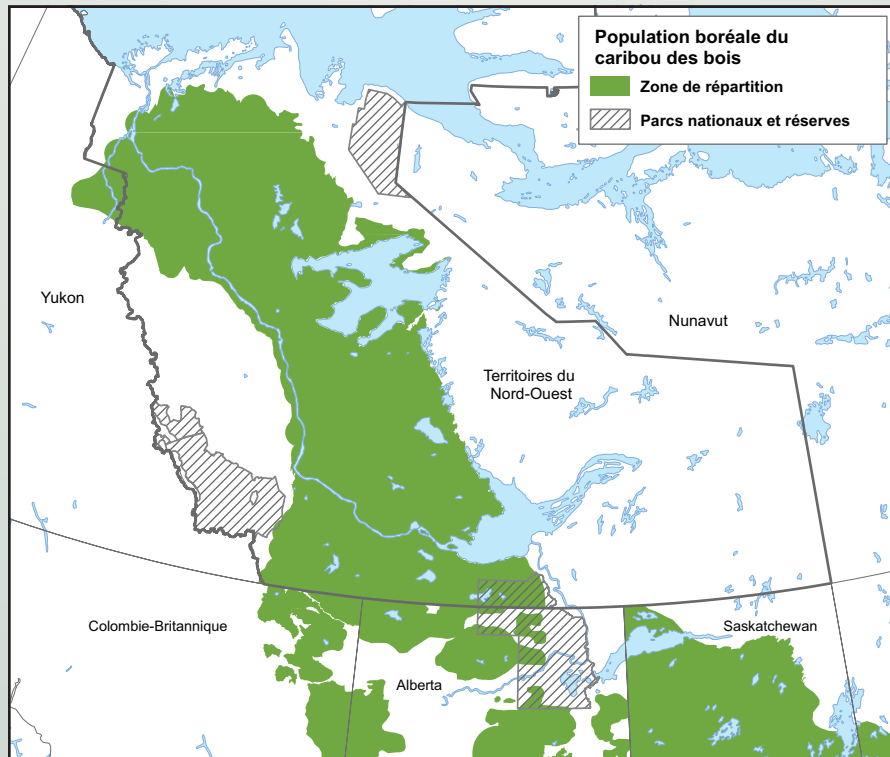 Population boréale du
caribou des bois
Zone de répartition
Parcs nationaux et réserves
Yukon
Nunavut
Territoires du
Nord-Ouest
Colombie-Britannique
Saskatchewan
Alberta